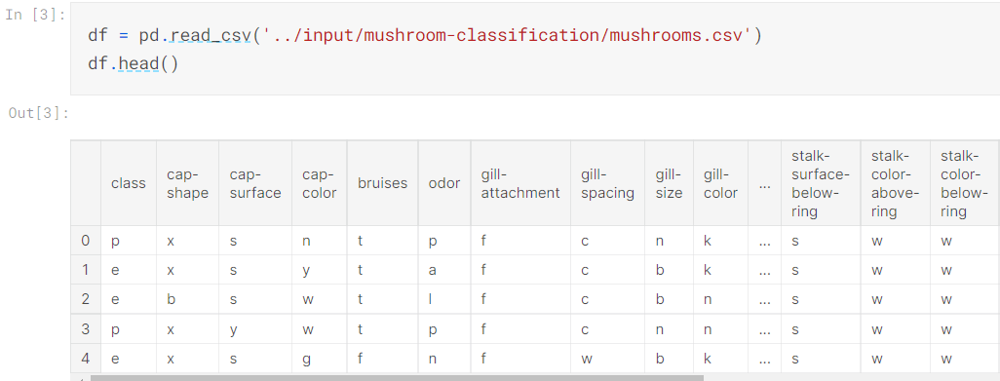 In [3]:
df = pd.read_csv('../input/mushroom-classification/mushrooms.csv')
df.head()
Out[3]:
class cap-shape cap-surface cap-color bruises odor gill-attachment gill-spacing gill-size gill-color ... stalk-surface-below-ring stalk-color-above-ring stalk-color-below-ring
0 p x s n t p f c n k ... s w w
1 e x s y t a f c b k ... s w w
2 e b s w t l f c b n ... s w w
3 p x y w t p f c n n ... s w w
4 e x s g f n f w b k ... s w w